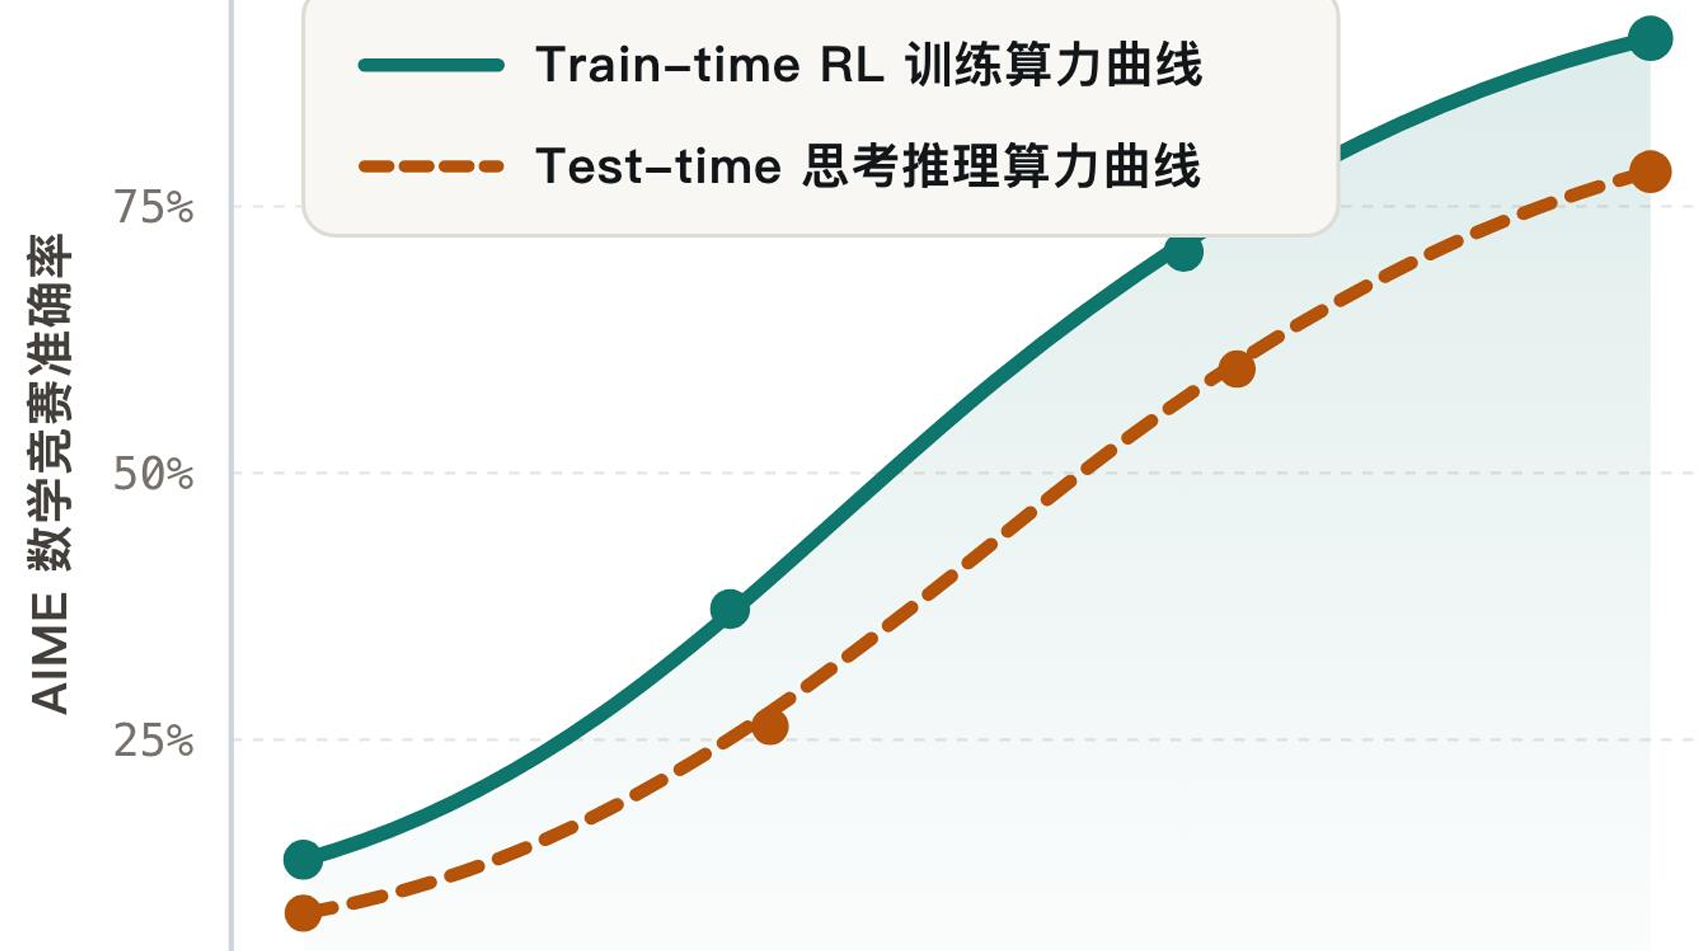 Train-time RL 训练算力曲线
Test-time 思考推理算力曲线
75%
50%
25%
AIME 数学竞赛准确率